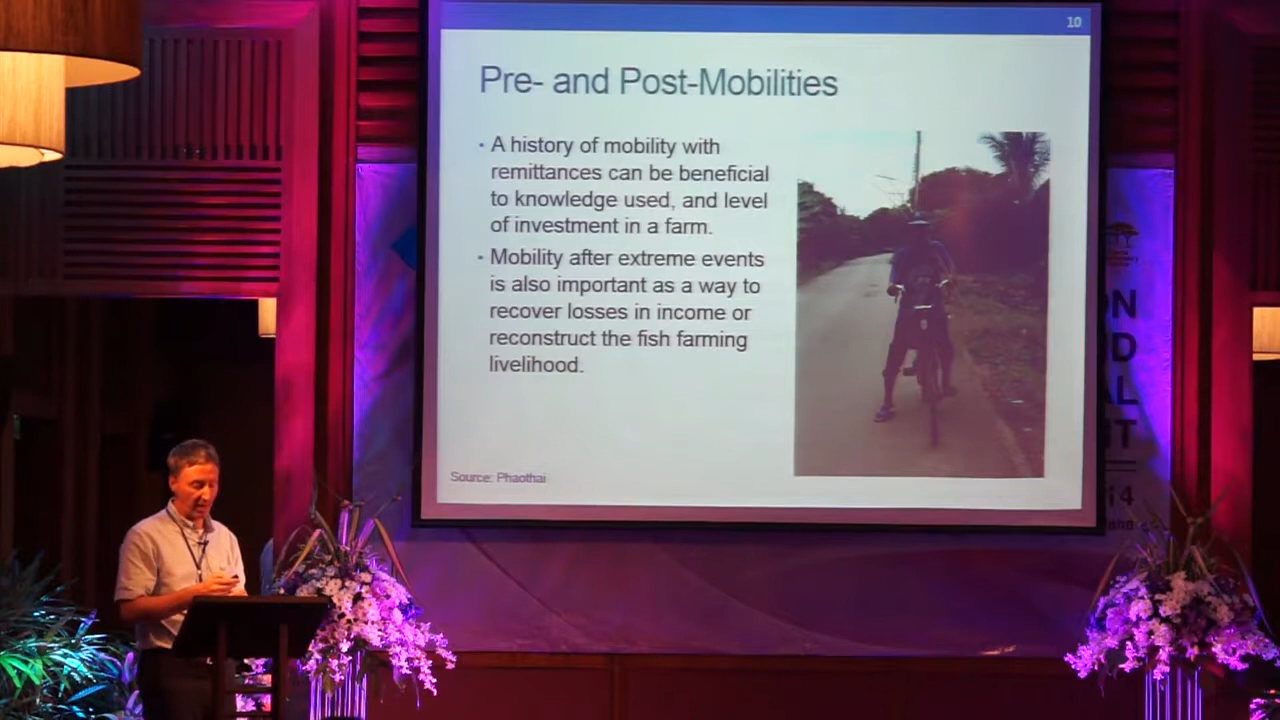 10
Pre- and Post-Mobilities
• A history of mobility with
remittances can be beneficial
to knowledge used, and level
of investment in a farm.
• Mobility after extreme events
is also important as a way to
recover losses in income or
reconstruct the fish farming
livelihood.
Source: Phaothai
N
D
L
T
14